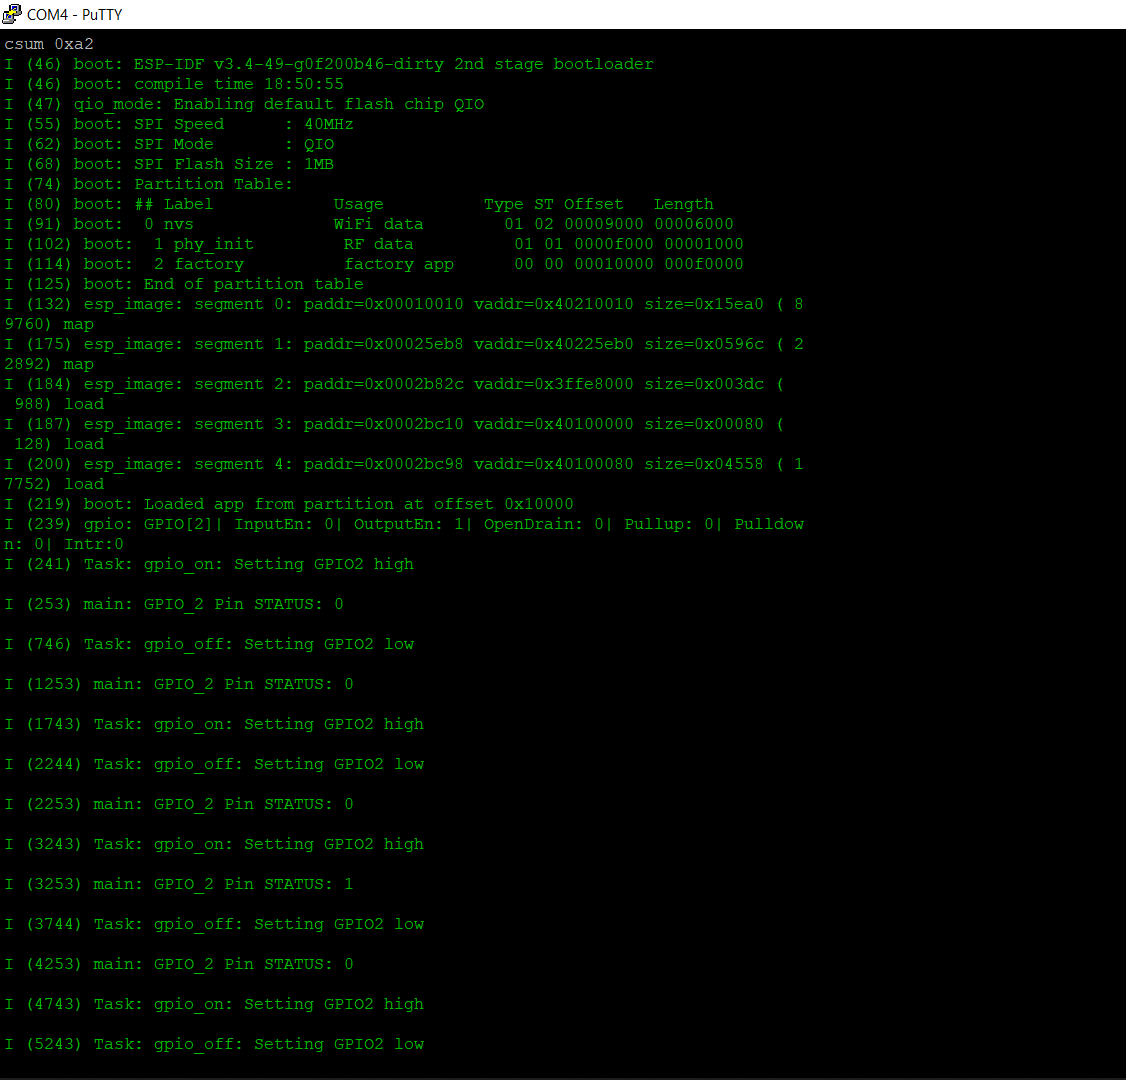 COM4 - PuTTY
csum 0xa2
I (46) boot: ESP-IDF v3.4-49-g0f200b46-dirty 2nd stage bootloader
I (46) boot: compile time 18:50:55
I (47) qio_mode: Enabling default flash chip QIO
I (55) boot: SPI Speed      : 40MHz
I (62) boot: SPI Mode       : QIO
I (68) boot: SPI Flash Size : 1MB
I (74) boot: Partition Table:
I (80) boot: ## Label            Usage          Type ST Offset   Length
I (91) boot:  0 nvs              WiFi data        01 02 00009000 00006000
I (102) boot:  1 phy_init         RF data          01 01 0000f000 00001000
I (114) boot:  2 factory          factory app      00 00 00010000 000f0000
I (125) boot: End of partition table
I (132) esp_image: segment 0: paddr=0x00010010 vaddr=0x40210010 size=0x15ea0 ( 8
9760) map
I (175) esp_image: segment 1: paddr=0x00025eb8 vaddr=0x40225eb0 size=0x0596c ( 2
2892) map
I (184) esp_image: segment 2: paddr=0x0002b82c vaddr=0x3ffe8000 size=0x003dc (
 988) load
I (187) esp_image: segment 3: paddr=0x0002bc10 vaddr=0x40100000 size=0x00080 (
 128) load
I (200) esp_image: segment 4: paddr=0x0002bc98 vaddr=0x40100080 size=0x04558 ( 1
7752) load
I (219) boot: Loaded app from partition at offset 0x10000
I (239) gpio: GPIO[2]| InputEn: 0| OutputEn: 1| OpenDrain: 0| Pullup: 0| Pulldow
n: 0| Intr:0
I (241) Task: gpio_on: Setting GPIO2 high
I (253) main: GPIO_2 Pin STATUS: 0
I (746) Task: gpio_off: Setting GPIO2 low
I (1253) main: GPIO_2 Pin STATUS: 0
I (1743) Task: gpio_on: Setting GPIO2 high
I (2244) Task: gpio_off: Setting GPIO2 low
I (2253) main: GPIO_2 Pin STATUS: 0
I (3243) Task: gpio_on: Setting GPIO2 high
I (3253) main: GPIO_2 Pin STATUS: 1
I (3744) Task: gpio_off: Setting GPIO2 low
I (4253) main: GPIO_2 Pin STATUS: 0
I (4743) Task: gpio_on: Setting GPIO2 high
I (5243) Task: gpio_off: Setting GPIO2 low